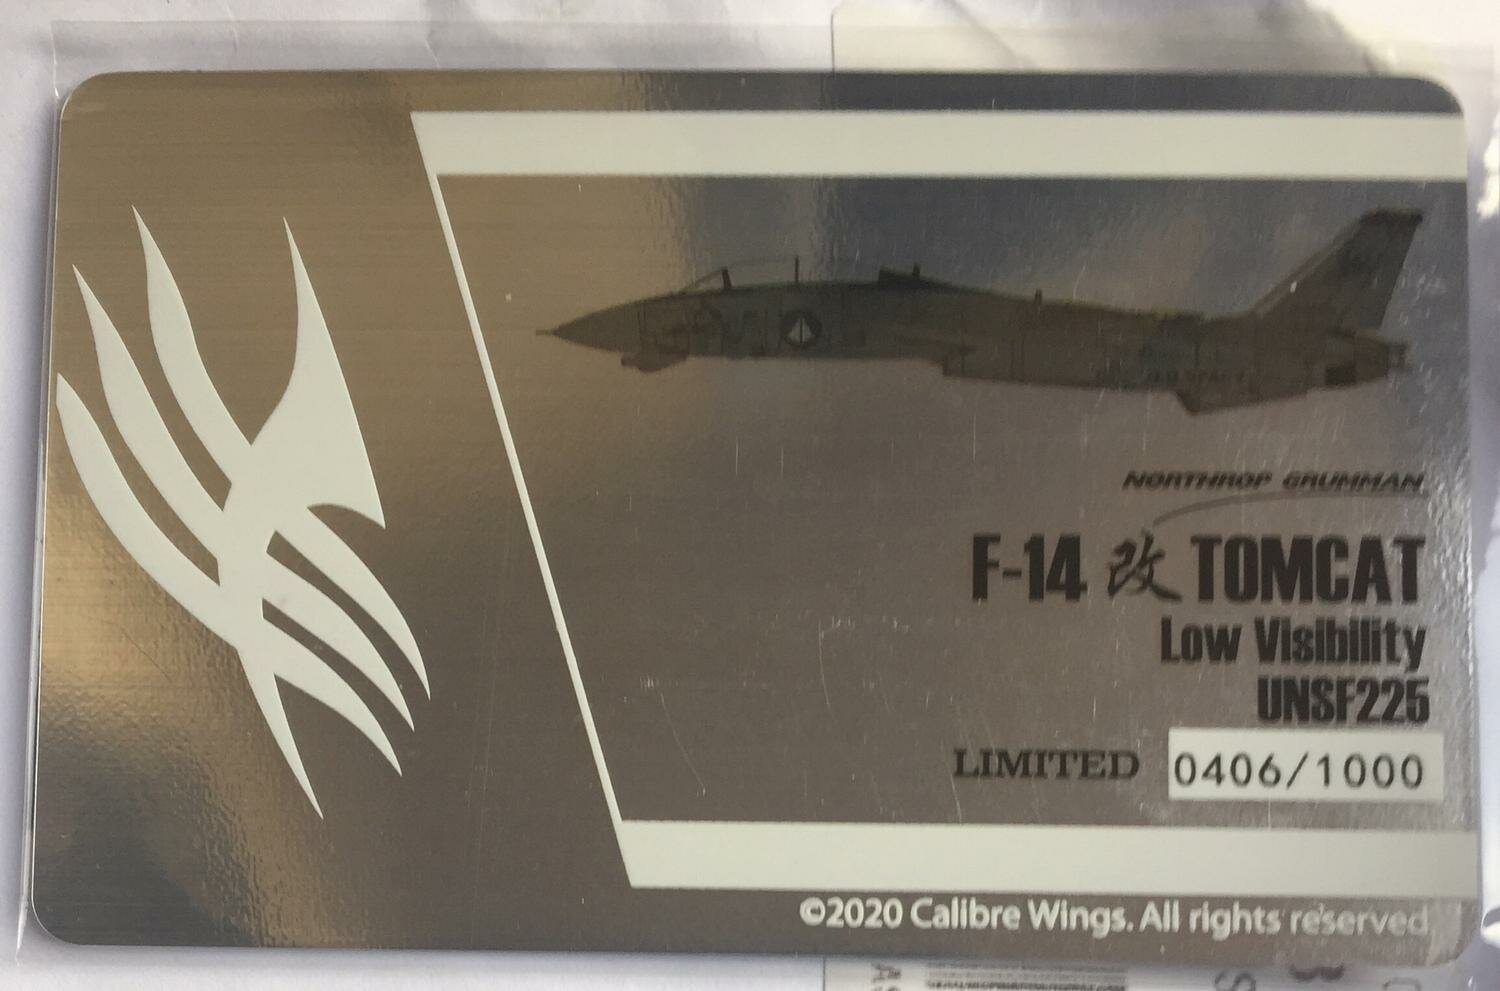 NORTHROP GRUMMAN
F-14 改 TOMCAT
Low Visibility
UNSF225
LIMITED 0406/1000
©2020 Calibre Wings. All rights reserved.